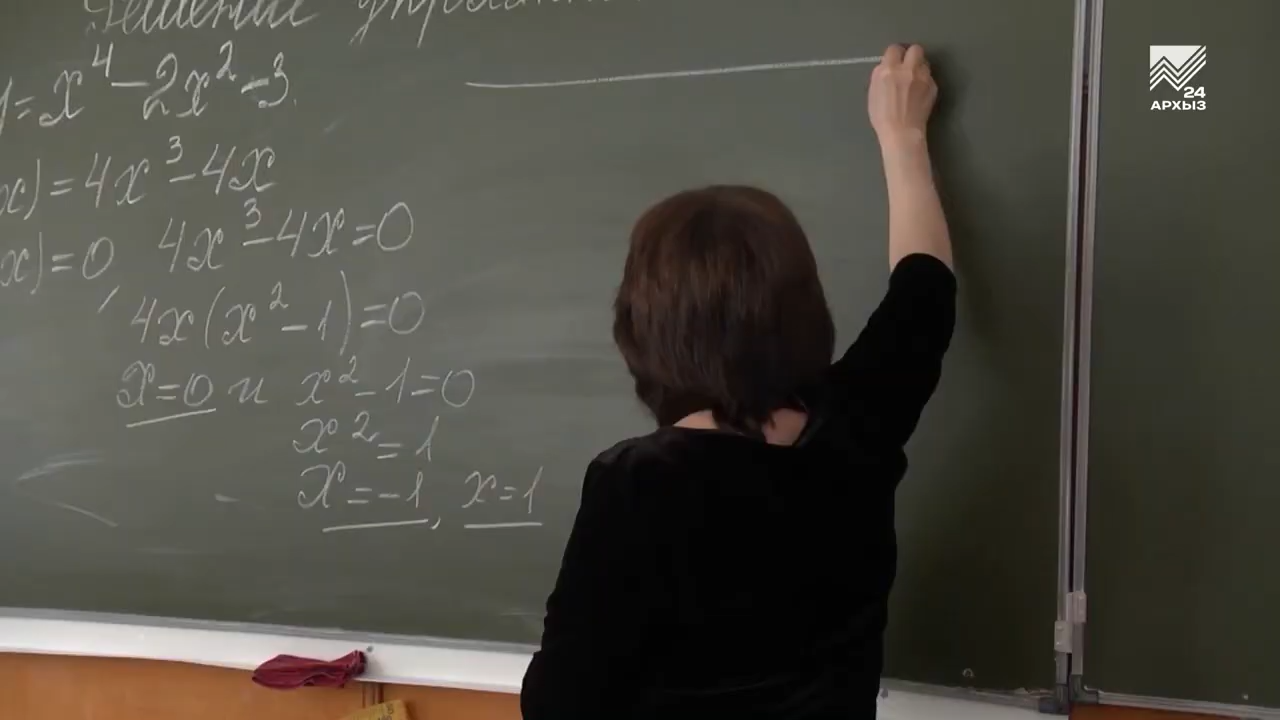 Решение
y=x⁴-2x²-3
x)=4x³-4x
x)=0 4x³-4x=0
4x(x²-1)=0
x=0 и x²-1=0
x²=1
x=-1, x=1
24
АРХЫЗ